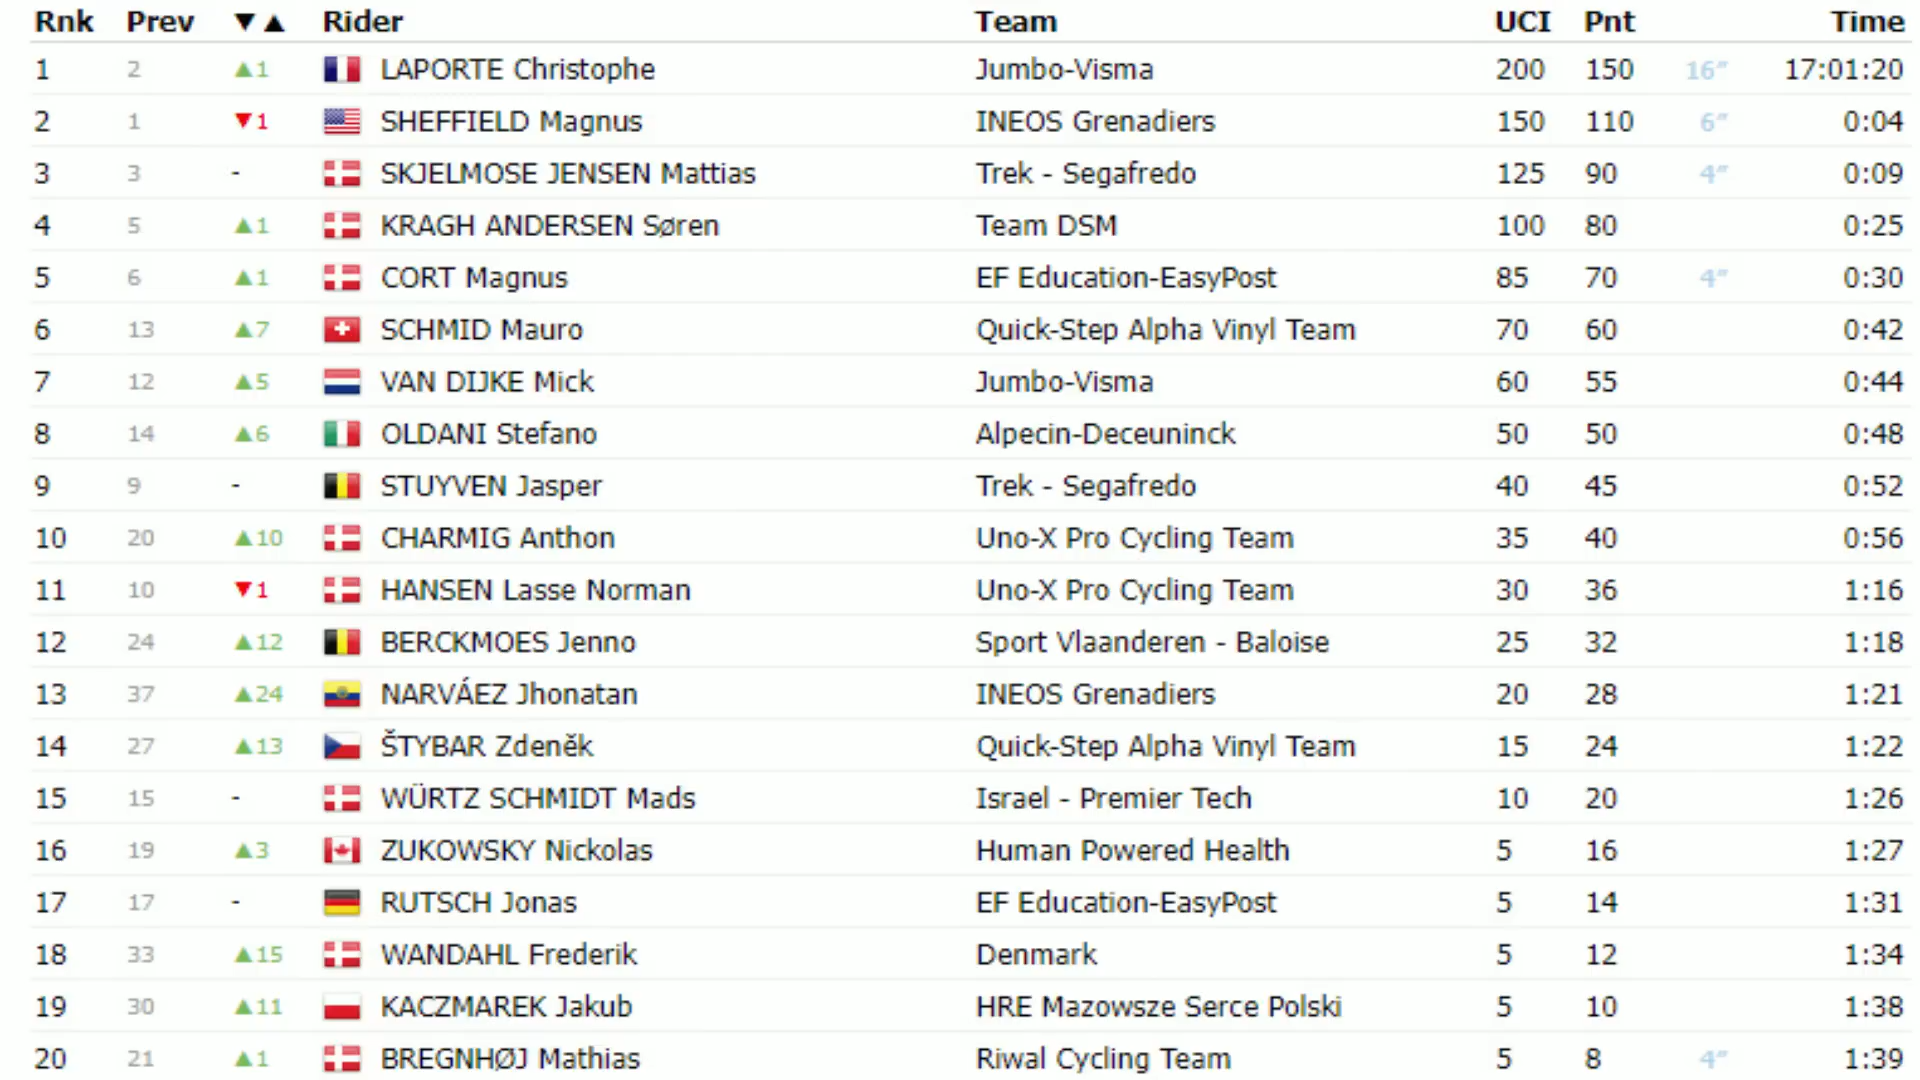 Rnk Prev ▼▲ Rider Team UCI Pnt Time
1 2 ▲1 LAPORTE Christophe Jumbo-Visma 200 150 16″ 17:01:20
2 1 ▼1 SHEFFIELD Magnus INEOS Grenadiers 150 110 6″ 0:04
3 3 - SKJELMOSE JENSEN Mattias Trek - Segafredo 125 90 4″ 0:09
4 5 ▲1 KRAGH ANDERSEN Søren Team DSM 100 80 0:25
5 6 ▲1 CORT Magnus EF Education-EasyPost 85 70 4″ 0:30
6 13 ▲7 SCHMID Mauro Quick-Step Alpha Vinyl Team 70 60 0:42
7 12 ▲5 VAN DIJKE Mick Jumbo-Visma 60 55 0:44
8 14 ▲6 OLDANI Stefano Alpecin-Deceuninck 50 50 0:48
9 9 - STUYVEN Jasper Trek - Segafredo 40 45 0:52
10 20 ▲10 CHARMIG Anthon Uno-X Pro Cycling Team 35 40 0:56
11 10 ▼1 HANSEN Lasse Norman Uno-X Pro Cycling Team 30 36 1:16
12 24 ▲12 BERCKMOES Jenno Sport Vlaanderen - Baloise 25 32 1:18
13 37 ▲24 NARVÁEZ Jhonatan INEOS Grenadiers 20 28 1:21
14 27 ▲13 ŠTYBAR Zdeněk Quick-Step Alpha Vinyl Team 15 24 1:22
15 15 - WÜRTZ SCHMIDT Mads Israel - Premier Tech 10 20 1:26
16 19 ▲3 ZUKOWSKY Nickolas Human Powered Health 5 16 1:27
17 17 - RUTSCH Jonas EF Education-EasyPost 5 14 1:31
18 33 ▲15 WANDAHL Frederik Denmark 5 12 1:34
19 30 ▲11 KACZMAREK Jakub HRE Mazowsze Serce Polski 5 10 1:38
20 21 ▲1 BREGNHØJ Mathias Riwal Cycling Team 5 8 4″ 1:39